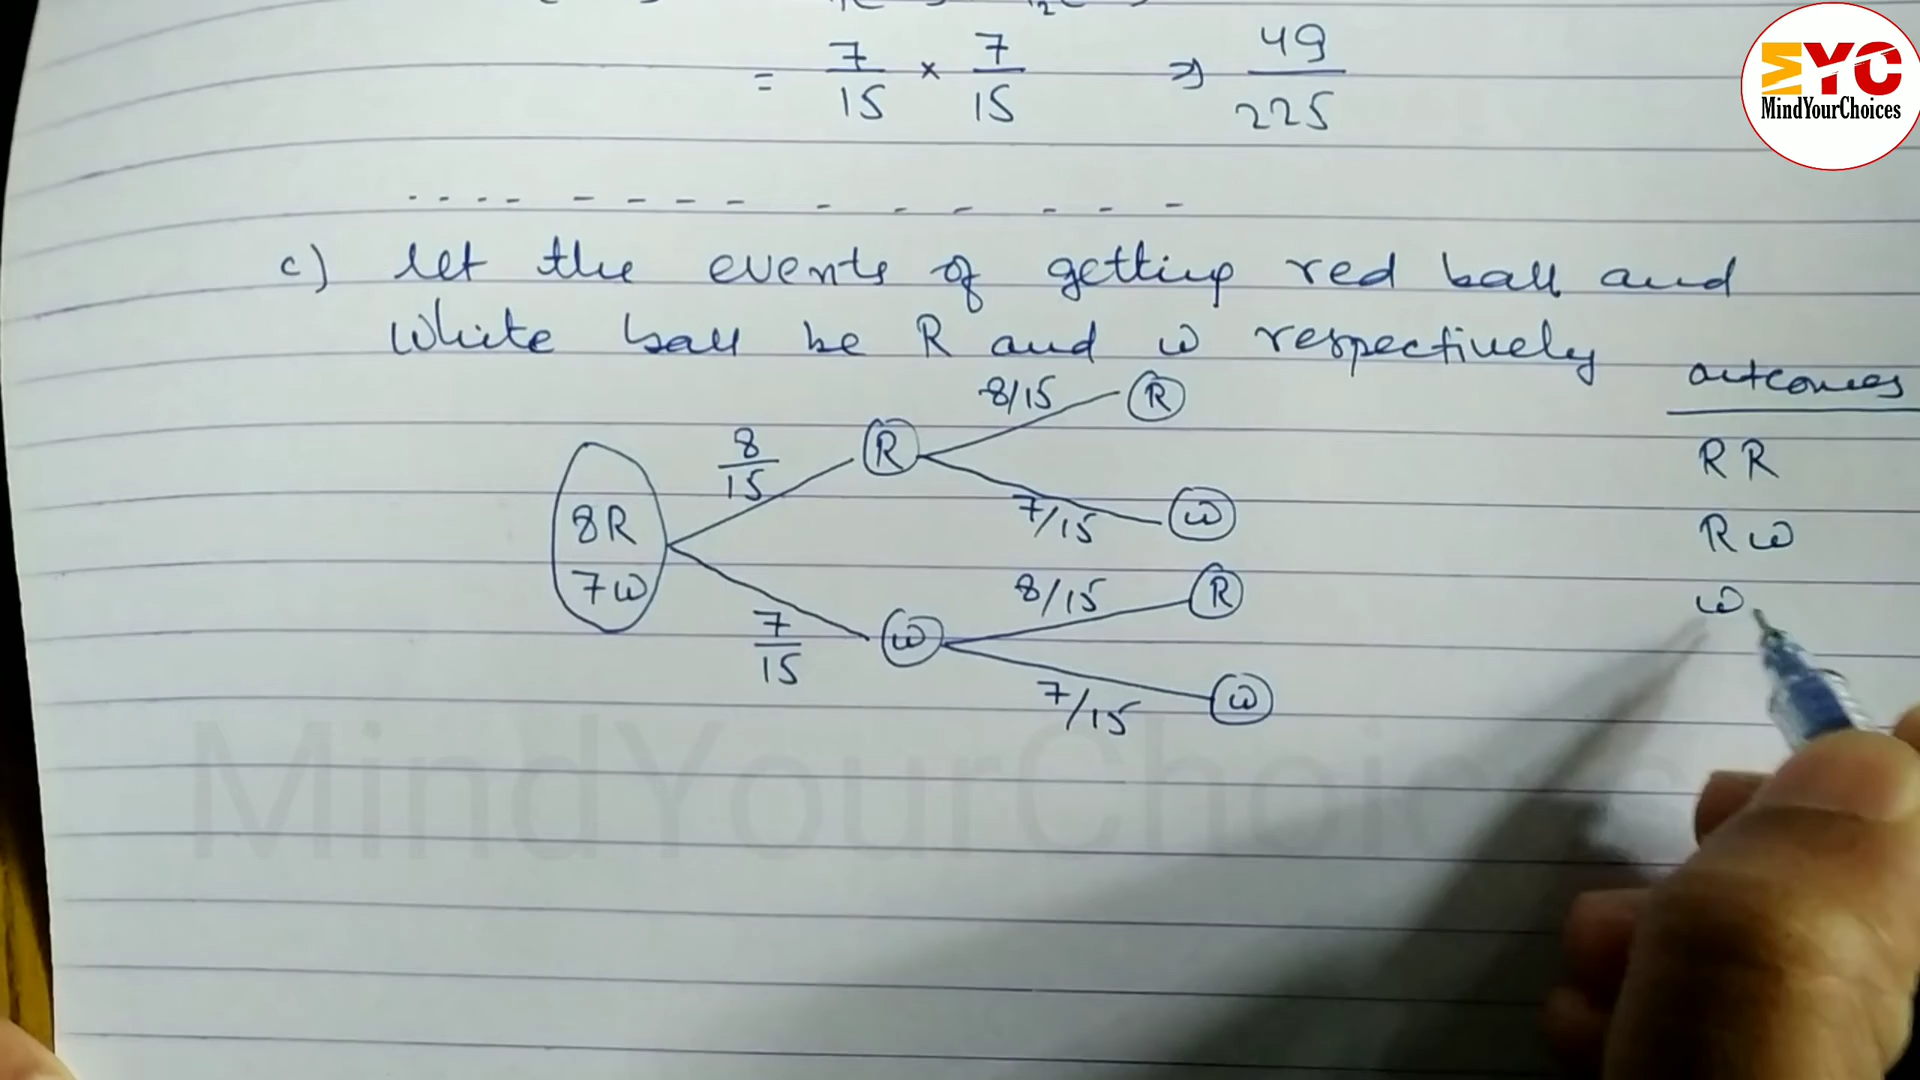 MYC
MindYourChoices
= 7/15 × 7/15 ⇒ 49/225
c) let the events of getting red ball and
White ball be R and W respectively
outcomes
8/15 R
8/15 R
RR
8R
7W
7/15 W
RW
8/15 R
W
7/15 W
7/15 W
MindYourChoices